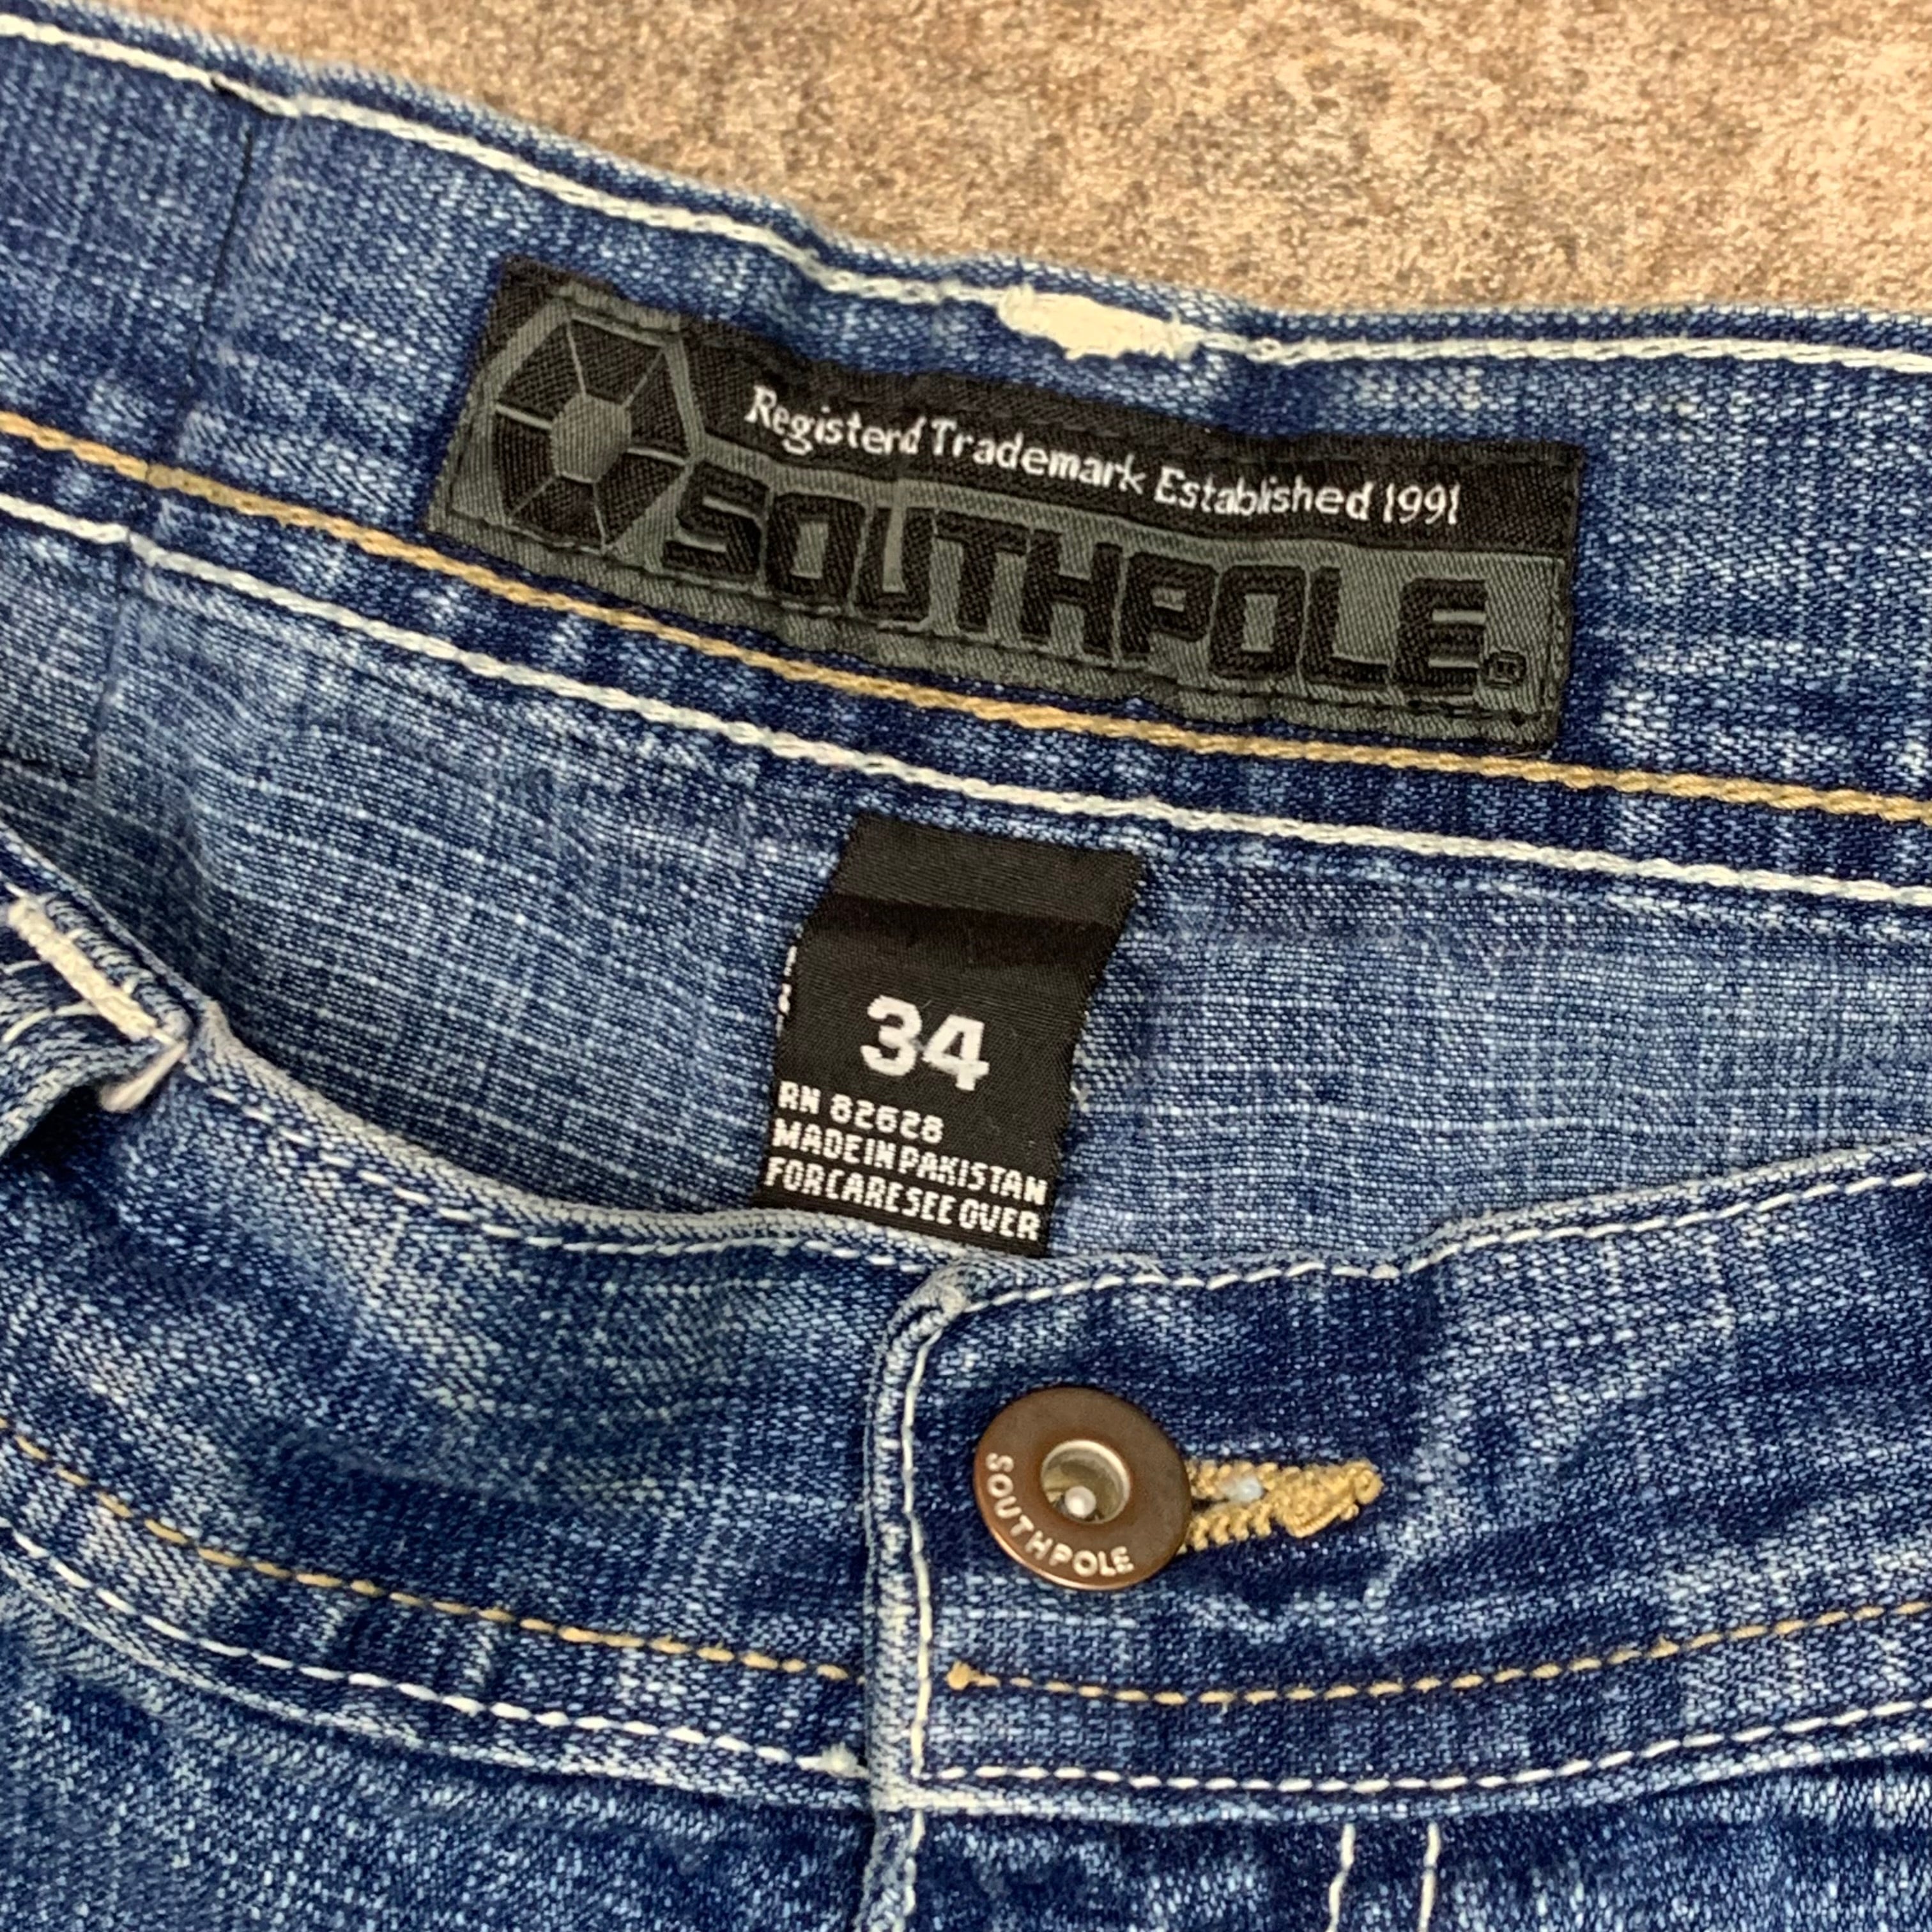 Registerd Trademark Established 1991
SOUTHPOLE®
34
RN 82628
MADE IN PAKISTAN
FOR CARE SEE OVER
SOUTHPOLE